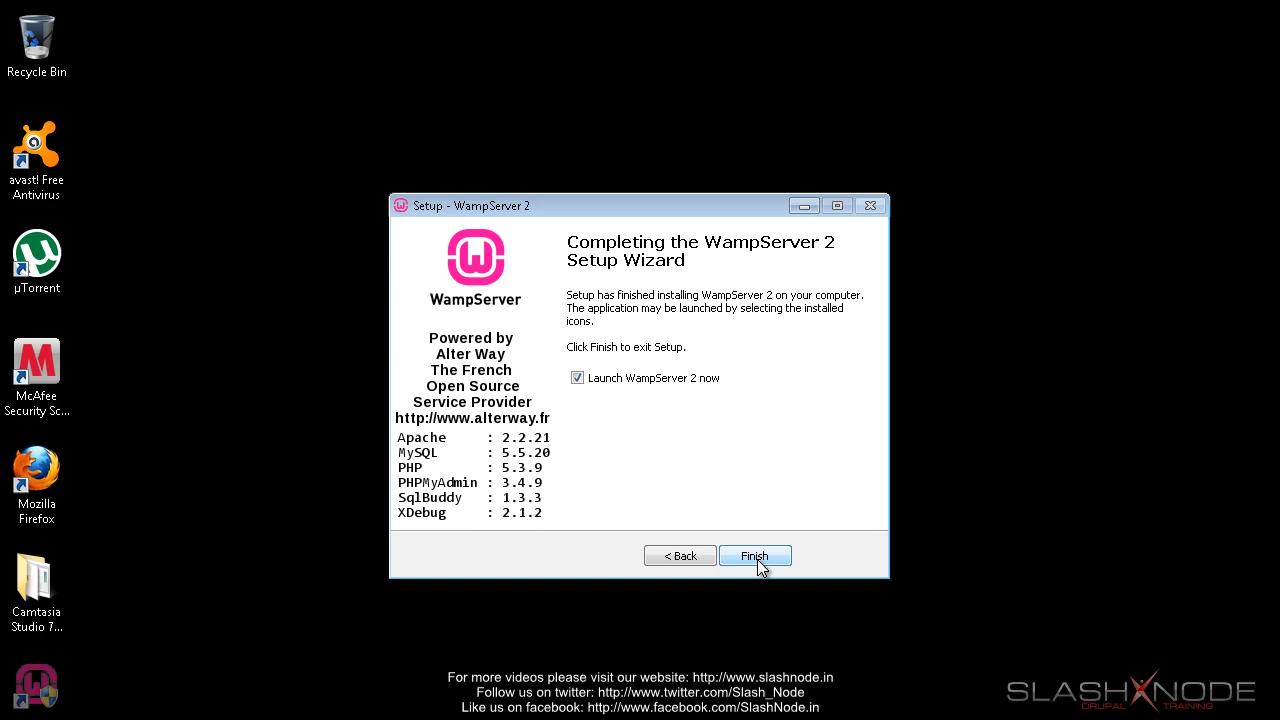 Recycle Bin
avast! Free
Antivirus
µTorrent
McAfee
Security Sc...
Mozilla
Firefox
Camtasia
Studio 7...
Setup - WampServer 2
WampServer
Powered by
Alter Way
The French
Open Source
Service Provider
http://www.alterway.fr
Apache : 2.2.21
MySQL : 5.5.20
PHP : 5.3.9
PHPMyAdmin : 3.4.9
SqlBuddy : 1.3.3
XDebug : 2.1.2
Completing the WampServer 2
Setup Wizard
Setup has finished installing WampServer 2 on your computer.
The application may be launched by selecting the installed
icons.
Click Finish to exit Setup.
Launch WampServer 2 now
< Back
Finish
For more videos please visit our website: http://www.slashnode.in
Follow us on twitter: http://www.twitter.com/Slash_Node
Like us on facebook: http://www.facebook.com/SlashNode.in
SLASH NODE
DRUPAL TRAINING